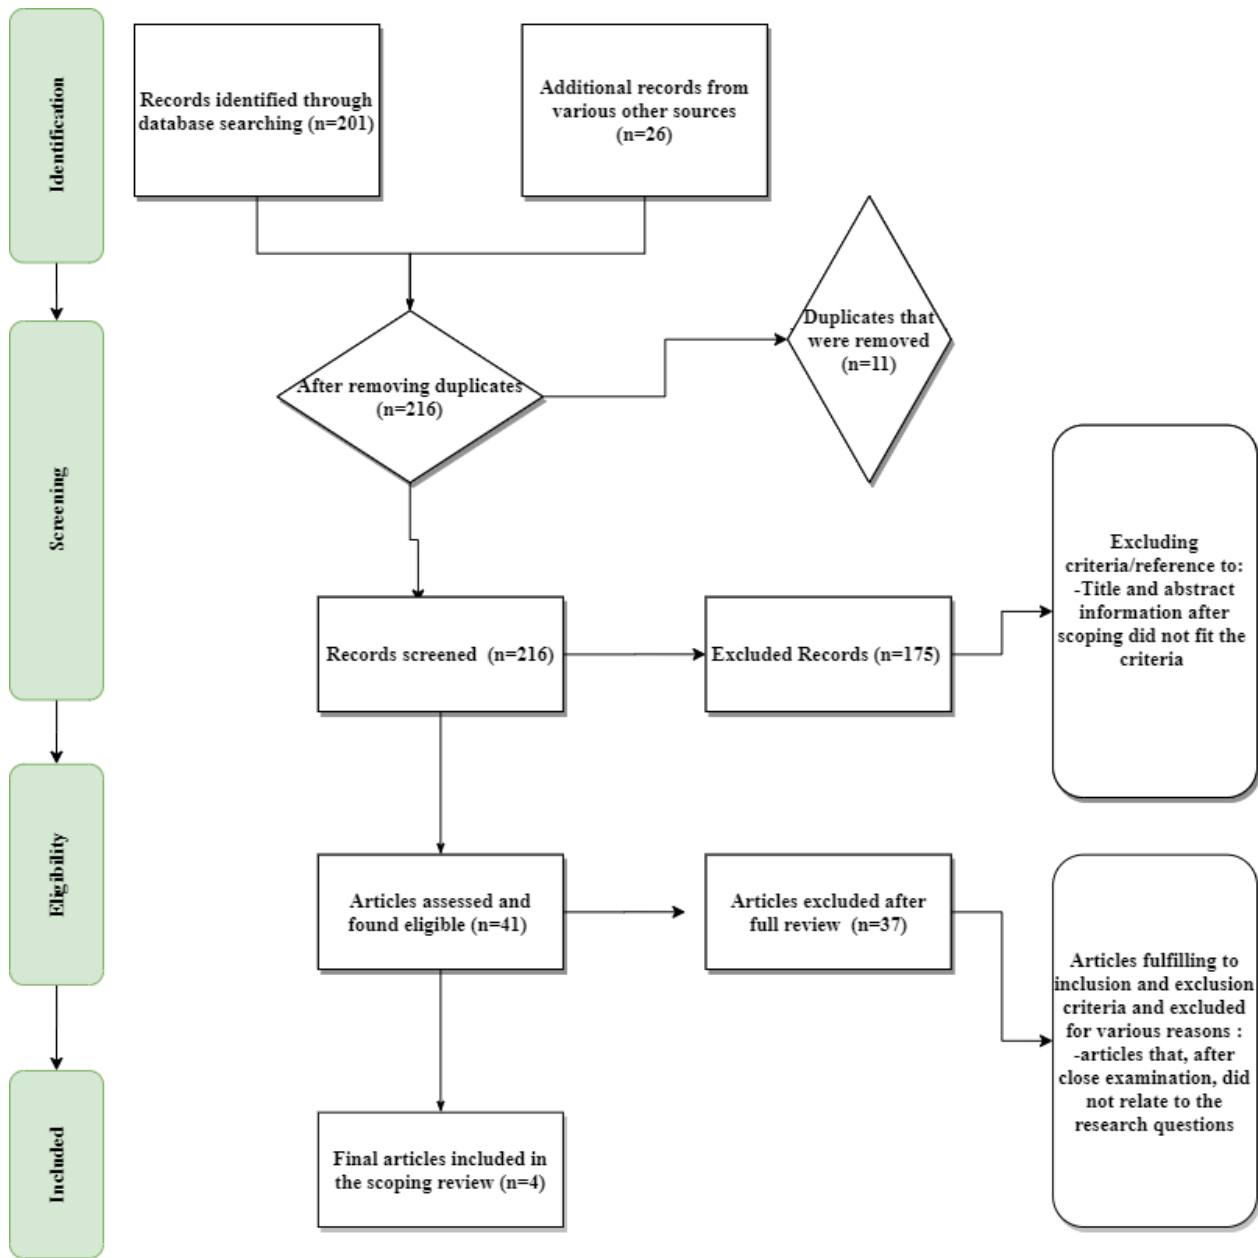 Identification
Records identified through
database searching (n=201)
Additional records from
various other sources
(n=26)
Screening
After removing duplicates
(n=216)
Duplicates that
were removed
(n=11)
Records screened (n=216)
Excluded Records (n=175)
Excluding
criteria/reference to:
-Title and abstract
information after
scoping did not fit the
criteria
Eligibility
Articles assessed and
found eligible (n=41)
Articles excluded after
full review (n=37)
Articles fulfilling to
inclusion and exclusion
criteria and excluded
for various reasons :
-articles that, after
close examination, did
not relate to the
research questions
Included
Final articles included in
the scoping review (n=4)